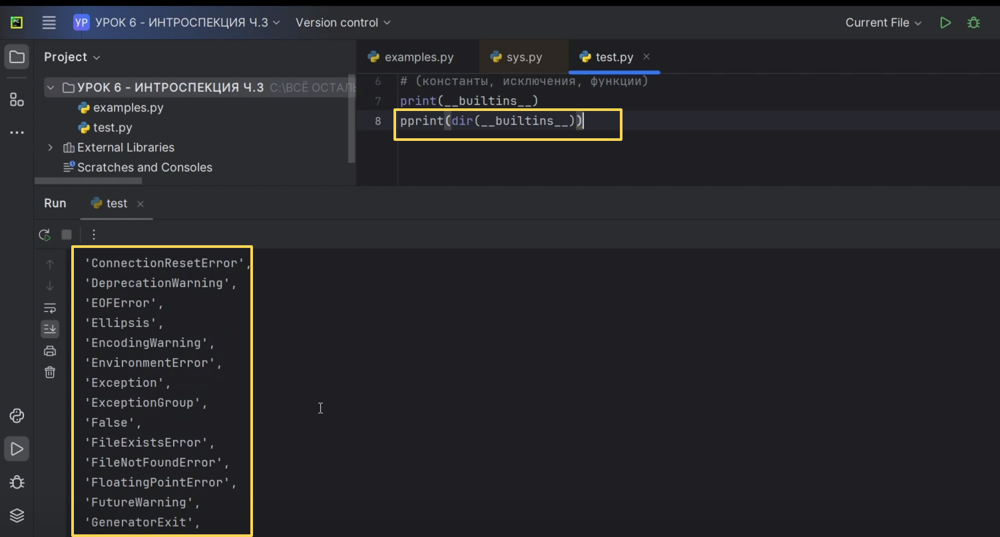 PC
УР УРОК 6 - ИНТРОСПЕКЦИЯ Ч.3 Version control Current File
Project
examples.py sys.py test.py
УРОК 6 - ИНТРОСПЕКЦИЯ Ч.3 C:\ВСЁ ОСТАЛЬ
examples.py
test.py
External Libraries
Scratches and Consoles
6 # (константы, исключения, функции)
7 print(__builtins__)
8 pprint(dir(__builtins__))
Run test
'ConnectionResetError',
'DeprecationWarning',
'EOFError',
'Ellipsis',
'EncodingWarning',
'EnvironmentError',
'Exception',
'ExceptionGroup',
'False',
'FileExistsError',
'FileNotFoundError',
'FloatingPointError',
'FutureWarning',
'GeneratorExit',